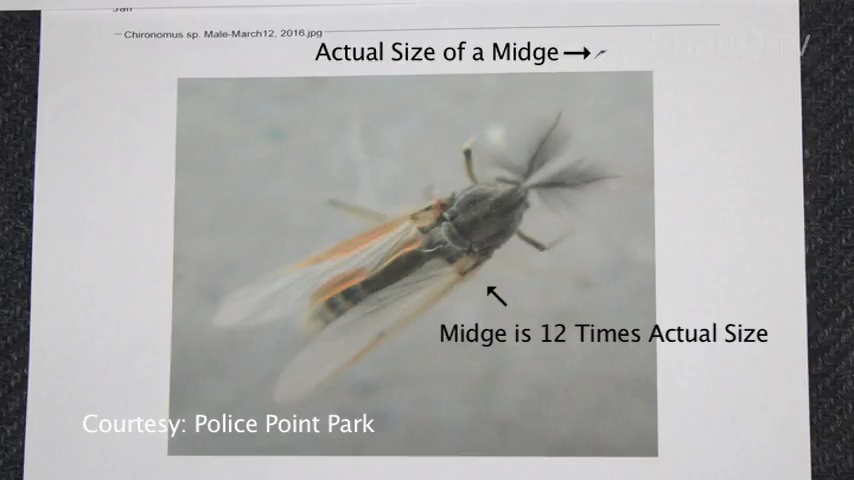 Chironomus sp. Male-March12, 2016.jpg
Actual Size of a Midge
Midge is 12 Times Actual Size
Courtesy: Police Point Park